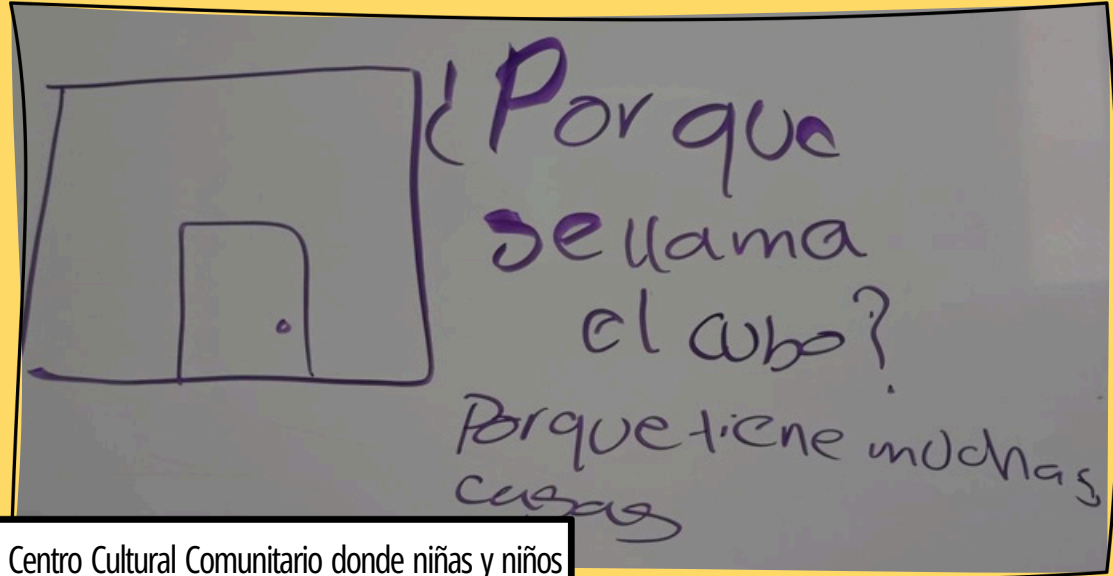 ¿Por que
se llama
el cubo?
Porque tiene muchas
casas
Centro Cultural Comunitario donde niñas y niños